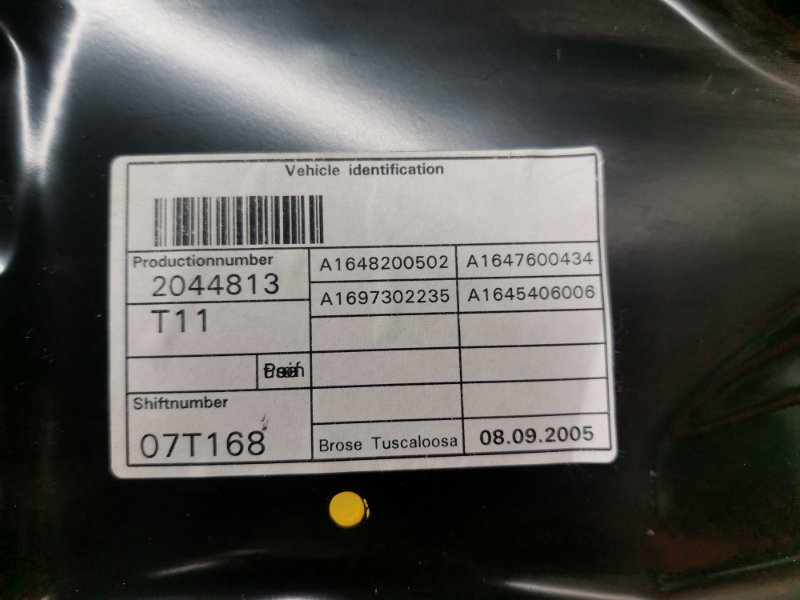 Vehicle identification
Productionnumber
2044813
A1648200502 A1647600434
A1697302235 A1645406006
T11
Shiftnumber
07T168
Brose Tuscaloosa 08.09.2005